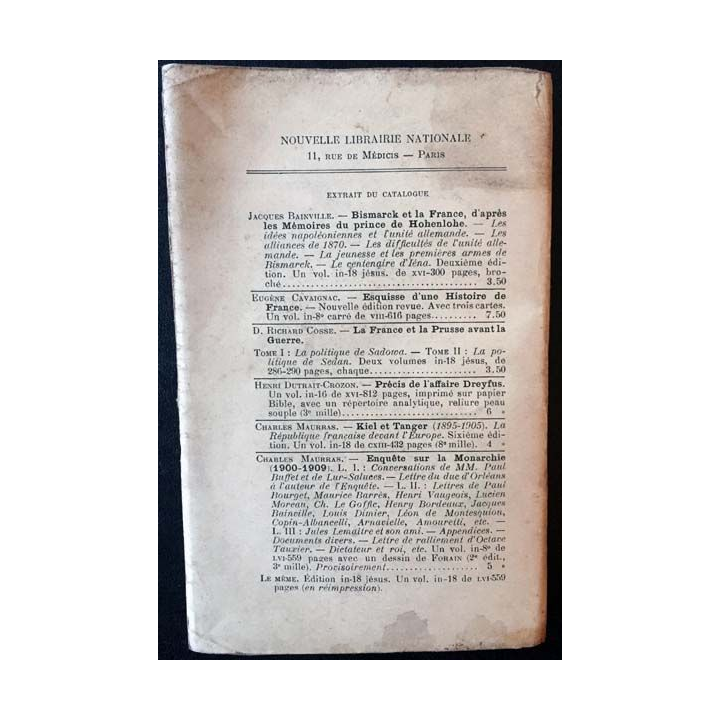 NOUVELLE LIBRAIRIE NATIONALE
11, RUE DE MÉDICIS — PARIS
EXTRAIT DU CATALOGUE
JACQUES BAINVILLE. — Bismarck et la France, d'après
les Mémoires du prince de Hohenlohe. — Les
idées napoléoniennes et l'unité allemande. — Les
alliances de 1870. — Les difficultés de l'unité alle-
mande. — La jeunesse et les premières armes de
Bismarck. — Le centenaire d'Iéna. Deuxième édi-
tion. Un vol. in-18 jésus. de XVI-300 pages, bro-
ché........................................ 3.50
EUGÈNE CAVAIGNAC. — Esquisse d'une Histoire de
France. — Nouvelle édition revue. Avec trois cartes.
Un vol. in-8° carré de VIII-616 pages.......... 7.50
D. RICHARD COSSE. — La France et la Prusse avant la
Guerre.
TOME I : La politique de Sadowa. — TOME II : La po-
litique de Sedan. Deux volumes in-18 jésus, de
286-290 pages, chaque........................ 3.50
HENRI DUTRAIT-CROZON. — Précis de l'affaire Dreyfus.
Un vol. in-16 de XVI-812 pages, imprimé sur papier
Bible, avec un répertoire analytique, reliure peau
souple (3e mille)............................ 6 »
CHARLES MAURRAS. — Kiel et Tanger (1895-1905). La
République française devant l'Europe. Sixième édi-
tion. Un vol. in-18 de CXIII-432 pages (8e mille). 4 »
CHARLES MAURRAS. — Enquête sur la Monarchie
(1900-1909). L. I. : Conversations de MM. Paul
Buffet et de Lur-Saluces. — Lettre du duc d'Orléans
à l'auteur de l'Enquête. — L. II. : Lettres de Paul
Bourget, Maurice Barrès, Henri Vaugeois, Lucien
Moreau, Ch. Le Goffic, Henry Bordeaux, Jacques
Bainville, Louis Dimier, Léon de Montesquiou,
Copin-Albancelli, Arnavielle, Amouretti, etc. —
L. III : Jules Lemaître et son ami. — Appendices. —
Documents divers. — Lettre de ralliement d'Octave
Tauxier. — Dictateur et roi, etc. Un vol. in-8° de
LVI-559 pages avec un dessin de FORAIN (2e édit.,
3e mille). Provisoirement.................... 5 »
LE MÊME. Édition in-18 jésus. Un vol. in-18 de LVI-559
pages (en réimpression).